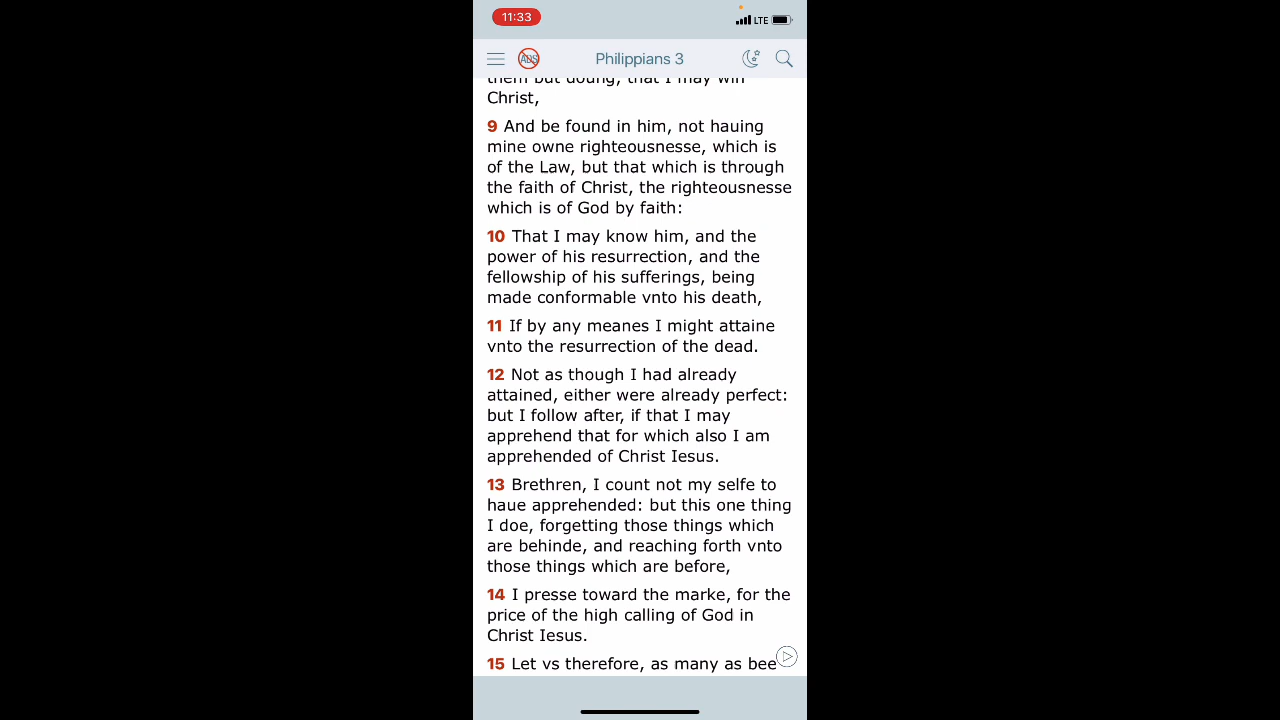 11:33
LTE
ADS
Philippians 3
them but doung, that I may win
Christ,
9 And be found in him, not hauing
mine owne righteousnesse, which is
of the Law, but that which is through
the faith of Christ, the righteousnesse
which is of God by faith:
10 That I may know him, and the
power of his resurrection, and the
fellowship of his sufferings, being
made conformable vnto his death,
11 If by any meanes I might attaine
vnto the resurrection of the dead.
12 Not as though I had already
attained, either were already perfect:
but I follow after, if that I may
apprehend that for which also I am
apprehended of Christ Iesus.
13 Brethren, I count not my selfe to
haue apprehended: but this one thing
I doe, forgetting those things which
are behinde, and reaching forth vnto
those things which are before,
14 I presse toward the marke, for the
price of the high calling of God in
Christ Iesus.
15 Let vs therefore, as many as bee